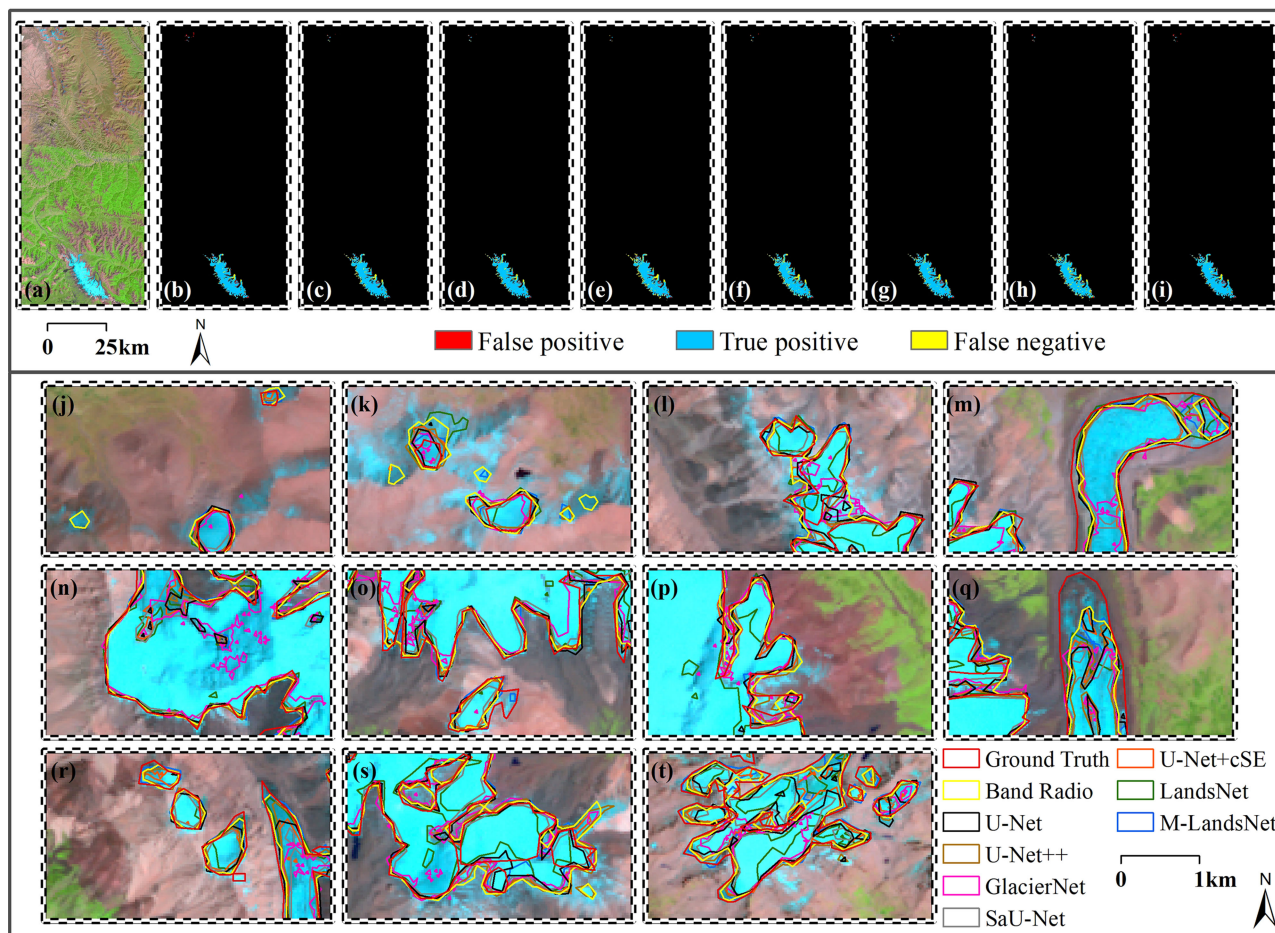 (a) (b) (c) (d) (e) (f) (g) (h) (i)
0 25km
N
False positive True positive False negative
(j) (k) (l) (m)
(n) (o) (p) (q)
(r) (s) (t)
Ground Truth U-Net+cSE
Band Radio LandsNet
U-Net M-LandsNet
U-Net++
GlacierNet
SaU-Net
0 1km
N